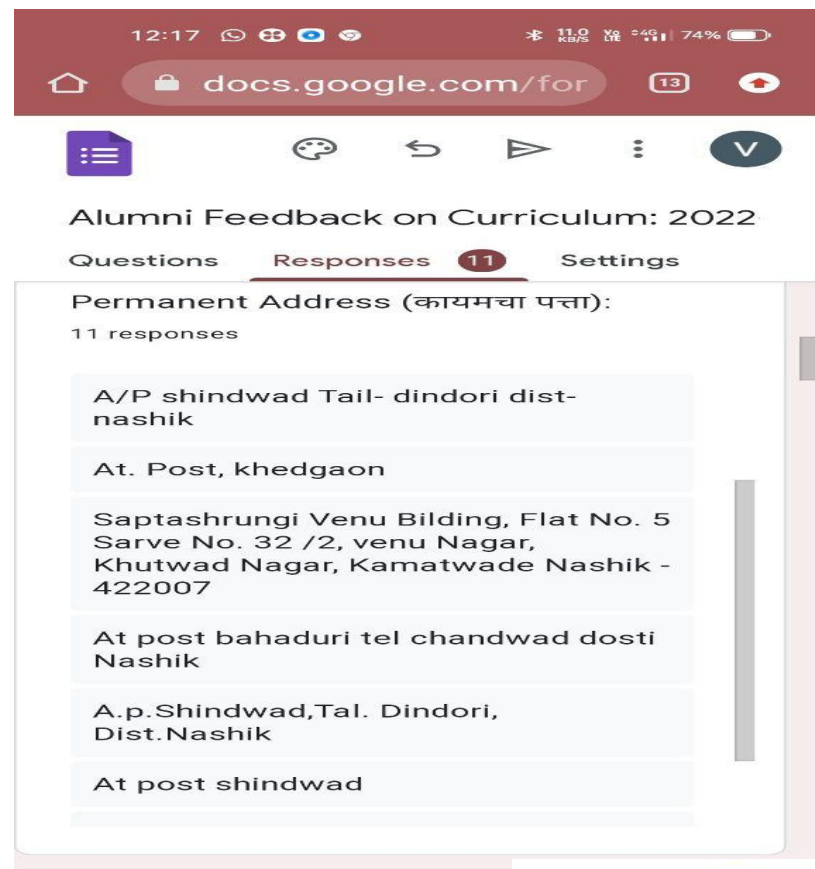 12:17 11.0 KB/S Vo LTE 4G 74%
docs.google.com/for 13
V
Alumni Feedback on Curriculum: 2022
Questions Responses 11 Settings
Permanent Address (कायमचा पत्ता):
11 responses
A/P shindwad Tail- dindori dist-
nashik
At. Post, khedgaon
Saptashrungi Venu Bilding, Flat No. 5
Sarve No. 32 /2, venu Nagar,
Khutwad Nagar, Kamatwade Nashik -
422007
At post bahaduri tel chandwad dosti
Nashik
A.p.Shindwad,Tal. Dindori,
Dist.Nashik
At post shindwad